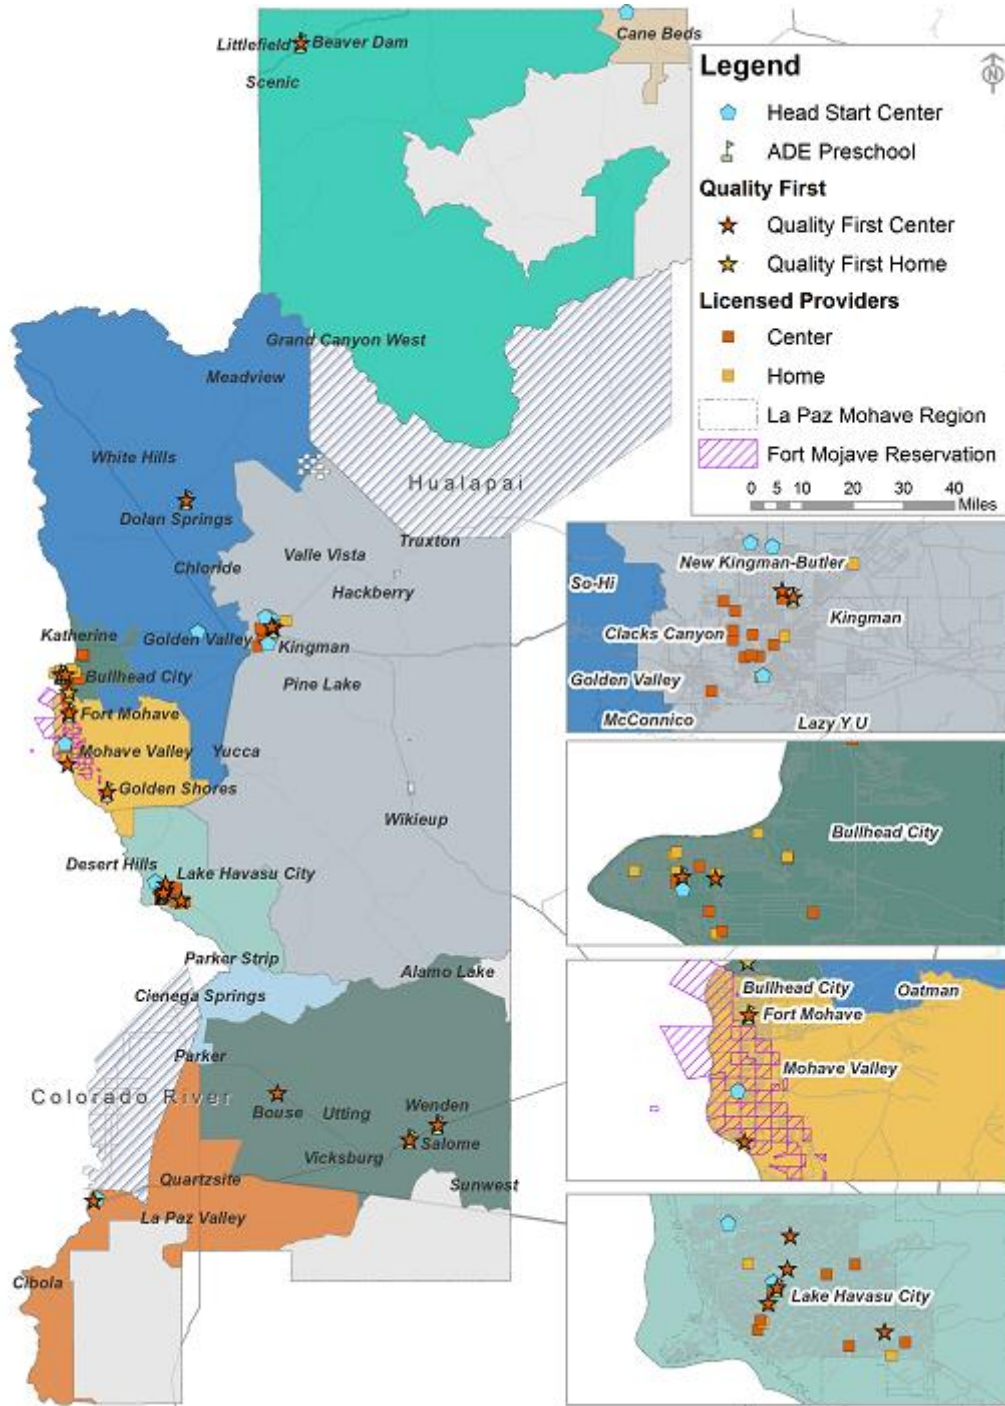 Cane Beds
Littlefield
Beaver Dam
Scenic
Legend
N
Head Start Center
ADE Preschool
Quality First
Quality First Center
Quality First Home
Licensed Providers
Center
Home
La Paz Mohave Region
Fort Mojave Reservation
0 5 10 20 30 40
Miles
Grand Canyon West
Meadview
White Hills
Hualapai
Dolan Springs
Truxton
Valle Vista
Chloride
Hackberry
Katherine
Golden Valley
Kingman
Bullhead City
Pine Lake
Fort Mohave
Mohave Valley
Yucca
Golden Shores
Wikieup
Desert Hills
Lake Havasu City
Parker Strip
Alamo Lake
Cienega Springs
Parker
Colorado River
Bouse
Utting
Wenden
Salome
Vicksburg
Quartzsite
Sunwest
La Paz Valley
Cibola
New Kingman-Butler
So-Hi
Kingman
Clacks Canyon
Golden Valley
McConnico
Lazy Y U
Bullhead City
Bullhead City
Oatman
Fort Mohave
Mohave Valley
Lake Havasu City